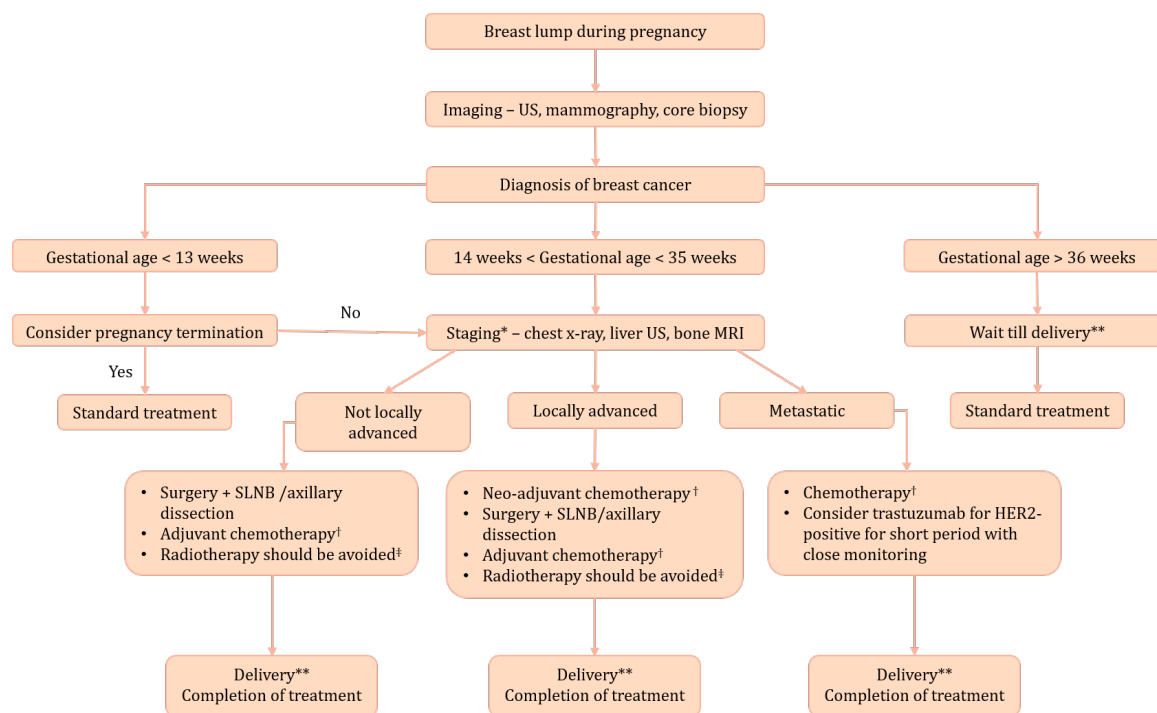 Breast lump during pregnancy
Imaging – US, mammography, core biopsy
Diagnosis of breast cancer
Gestational age < 13 weeks
14 weeks < Gestational age < 35 weeks
Gestational age > 36 weeks
Consider pregnancy termination
No
Staging* – chest x-ray, liver US, bone MRI
Wait till delivery**
Yes
Standard treatment
Not locally
advanced
Locally advanced
Metastatic
Standard treatment
• Surgery + SLNB /axillary
dissection
• Adjuvant chemotherapy†
• Radiotherapy should be avoided‡
• Neo-adjuvant chemotherapy †
• Surgery + SLNB/axillary
dissection
• Adjuvant chemotherapy†
• Radiotherapy should be avoided‡
• Chemotherapy†
• Consider trastuzumab for HER2-
positive for short period with
close monitoring
Delivery**
Completion of treatment
Delivery**
Completion of treatment
Delivery**
Completion of treatment